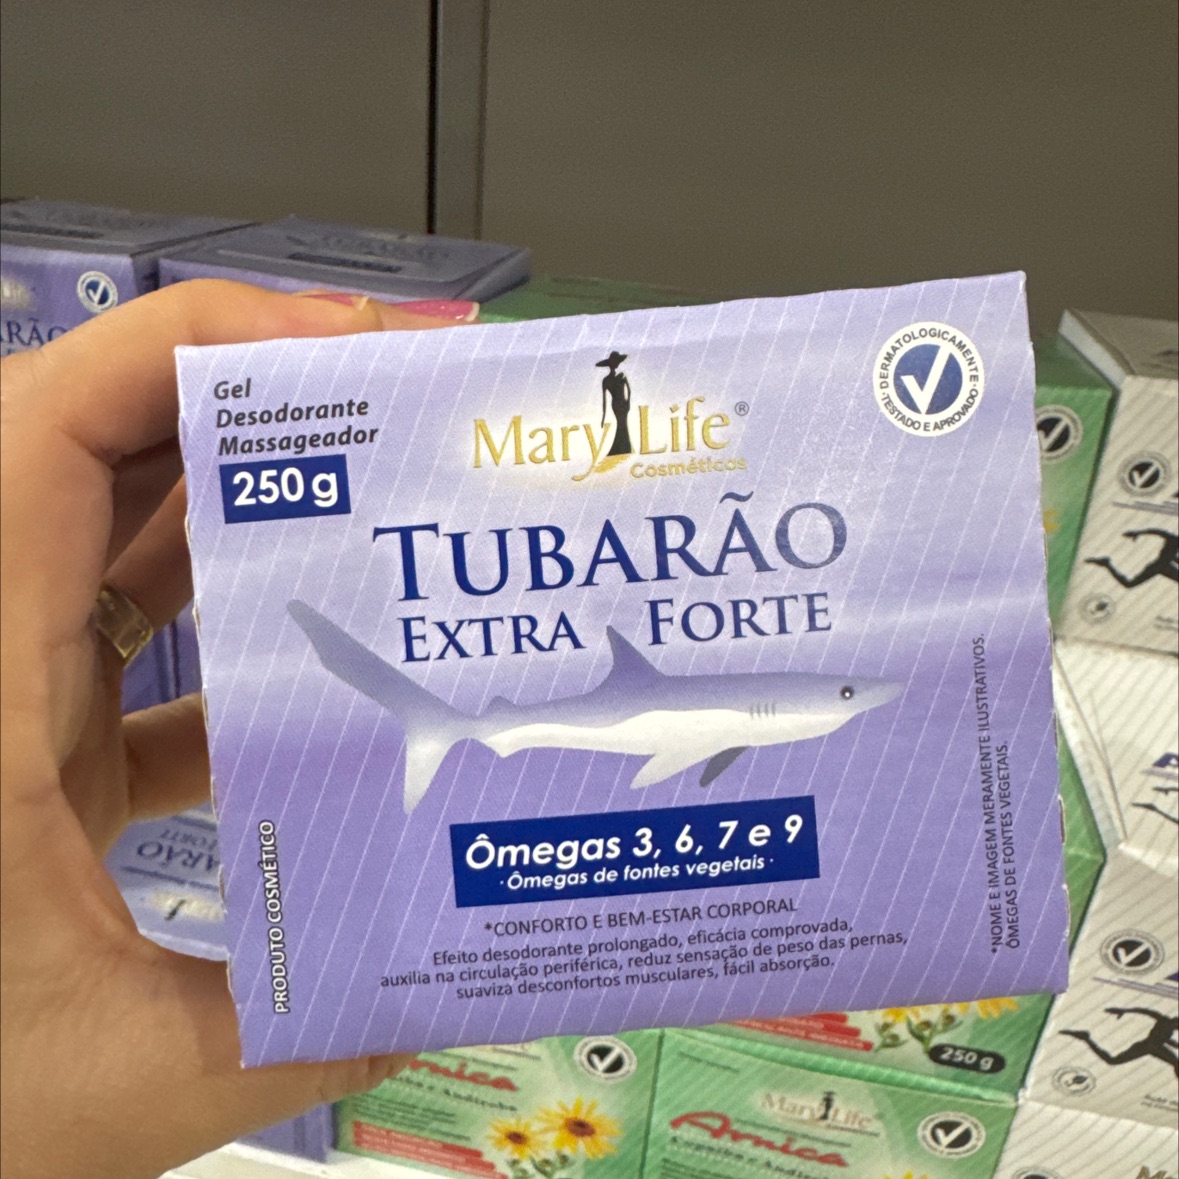 Gel
Desodorante
Massageador
250 g
Mary Life®
Cosméticos
DERMATOLOGICAMENTE
TESTADO E APROVADO
TUBARÃO
EXTRA FORTE
Ômegas 3, 6, 7 e 9
· Ômegas de fontes vegetais ·
*CONFORTO E BEM-ESTAR CORPORAL
Efeito desodorante prolongado, eficácia comprovada,
auxilia na circulação periférica, reduz sensação de peso das pernas,
suaviza desconfortos musculares, fácil absorção.
PRODUTO COSMÉTICO
*NOME E IMAGEM MERAMENTE ILUSTRATIVOS.
ÔMEGAS DE FONTES VEGETAIS.
250 g
Mary Life
Arnica